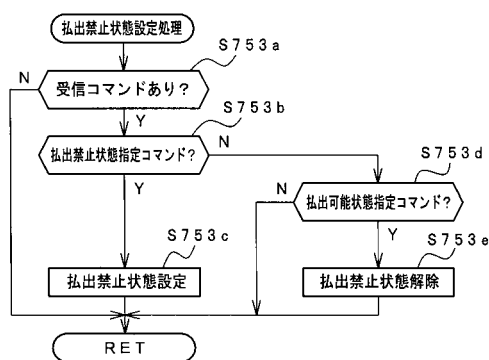 払出禁止状態設定処理
S753a
N
受信コマンドあり?
Y
S753b
払出禁止状態指定コマンド?
N
S753d
Y
N
払出可能状態指定コマンド?
S753c
Y
S753e
払出禁止状態設定
払出禁止状態解除
RET